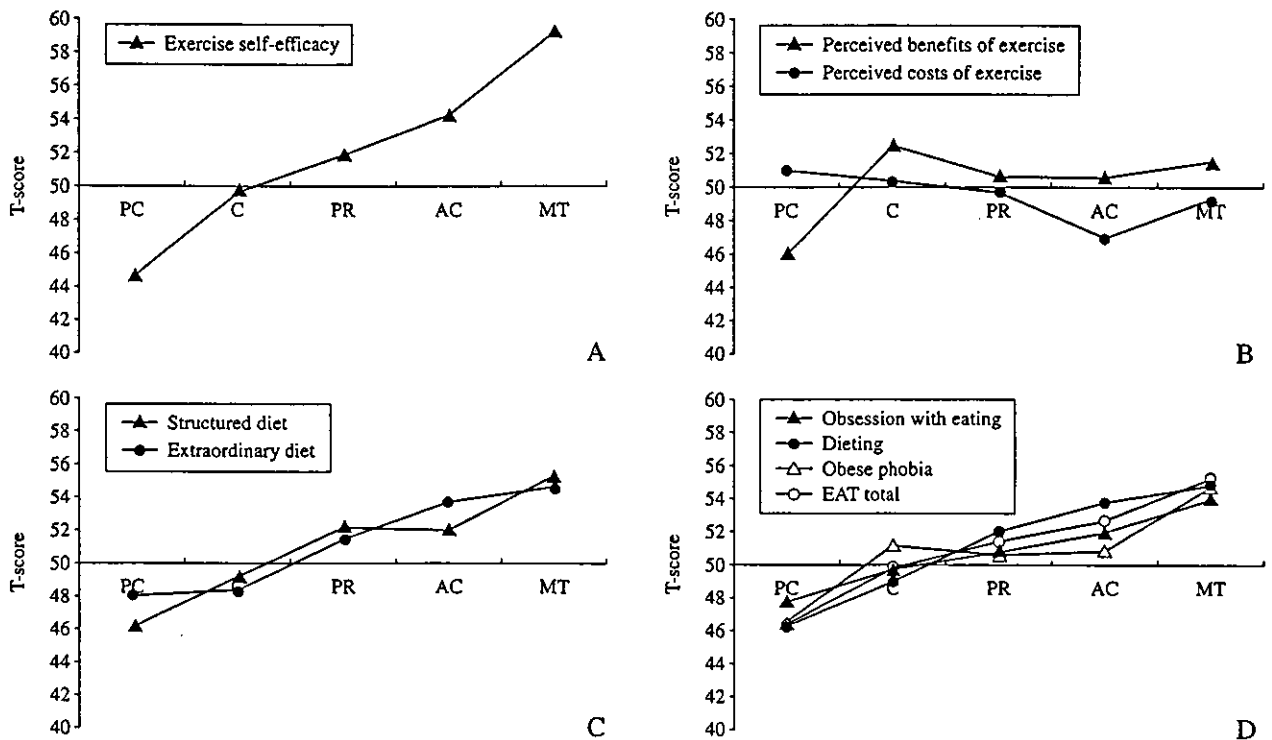 60
58
56
54
52
50
48
46
44
42
40
T-score
Exercise self-efficacy
PC C PR AC MT
A
60
58
56
54
52
50
48
46
44
42
40
T-score
Perceived benefits of exercise
Perceived costs of exercise
PC C PR AC MT
B
60
58
56
54
52
50
48
46
44
42
40
T-score
Structured diet
Extraordinary diet
PC C PR AC MT
C
60
58
56
54
52
50
48
46
44
42
40
T-score
Obsession with eating
Dieting
Obese phobia
EAT total
PC C PR AC MT
D